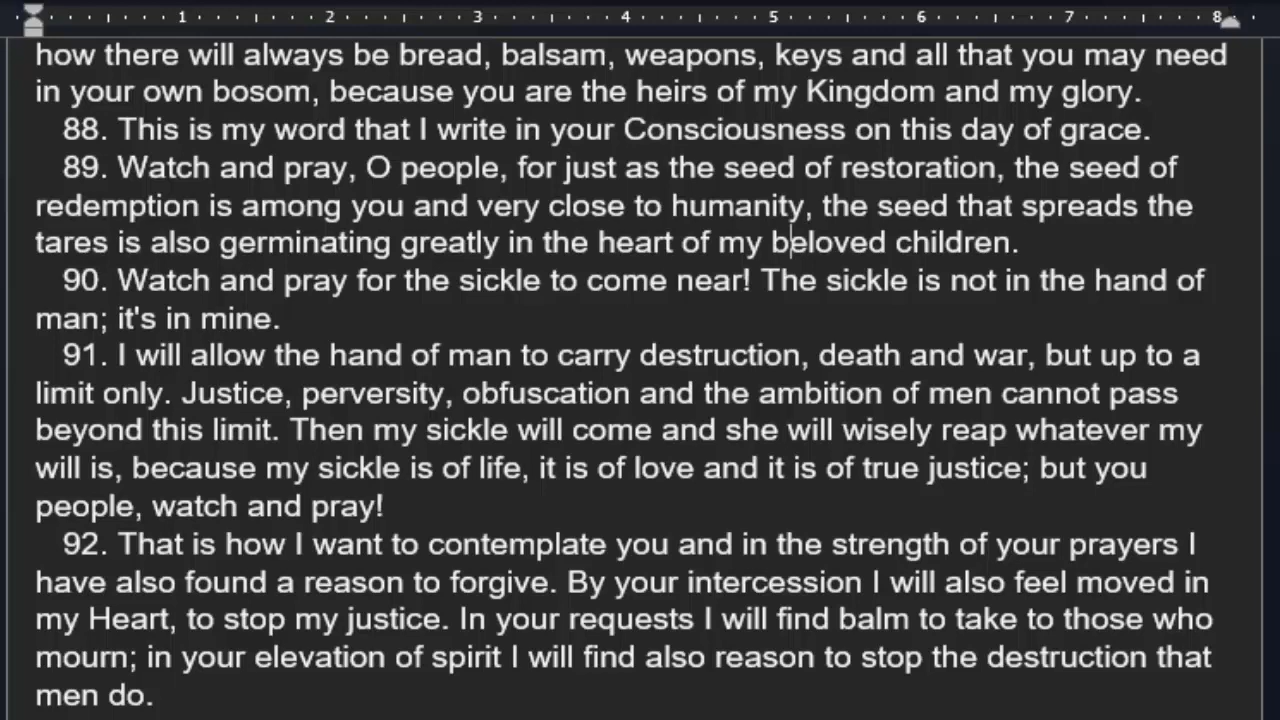 1 2 3 4 5 6 7 8
how there will always be bread, balsam, weapons, keys and all that you may need
in your own bosom, because you are the heirs of my Kingdom and my glory.
88. This is my word that I write in your Consciousness on this day of grace.
89. Watch and pray, O people, for just as the seed of restoration, the seed of
redemption is among you and very close to humanity, the seed that spreads the
tares is also germinating greatly in the heart of my beloved children.
90. Watch and pray for the sickle to come near! The sickle is not in the hand of
man; it's in mine.
91. I will allow the hand of man to carry destruction, death and war, but up to a
limit only. Justice, perversity, obfuscation and the ambition of men cannot pass
beyond this limit. Then my sickle will come and she will wisely reap whatever my
will is, because my sickle is of life, it is of love and it is of true justice; but you
people, watch and pray!
92. That is how I want to contemplate you and in the strength of your prayers I
have also found a reason to forgive. By your intercession I will also feel moved in
my Heart, to stop my justice. In your requests I will find balm to take to those who
mourn; in your elevation of spirit I will find also reason to stop the destruction that
men do.